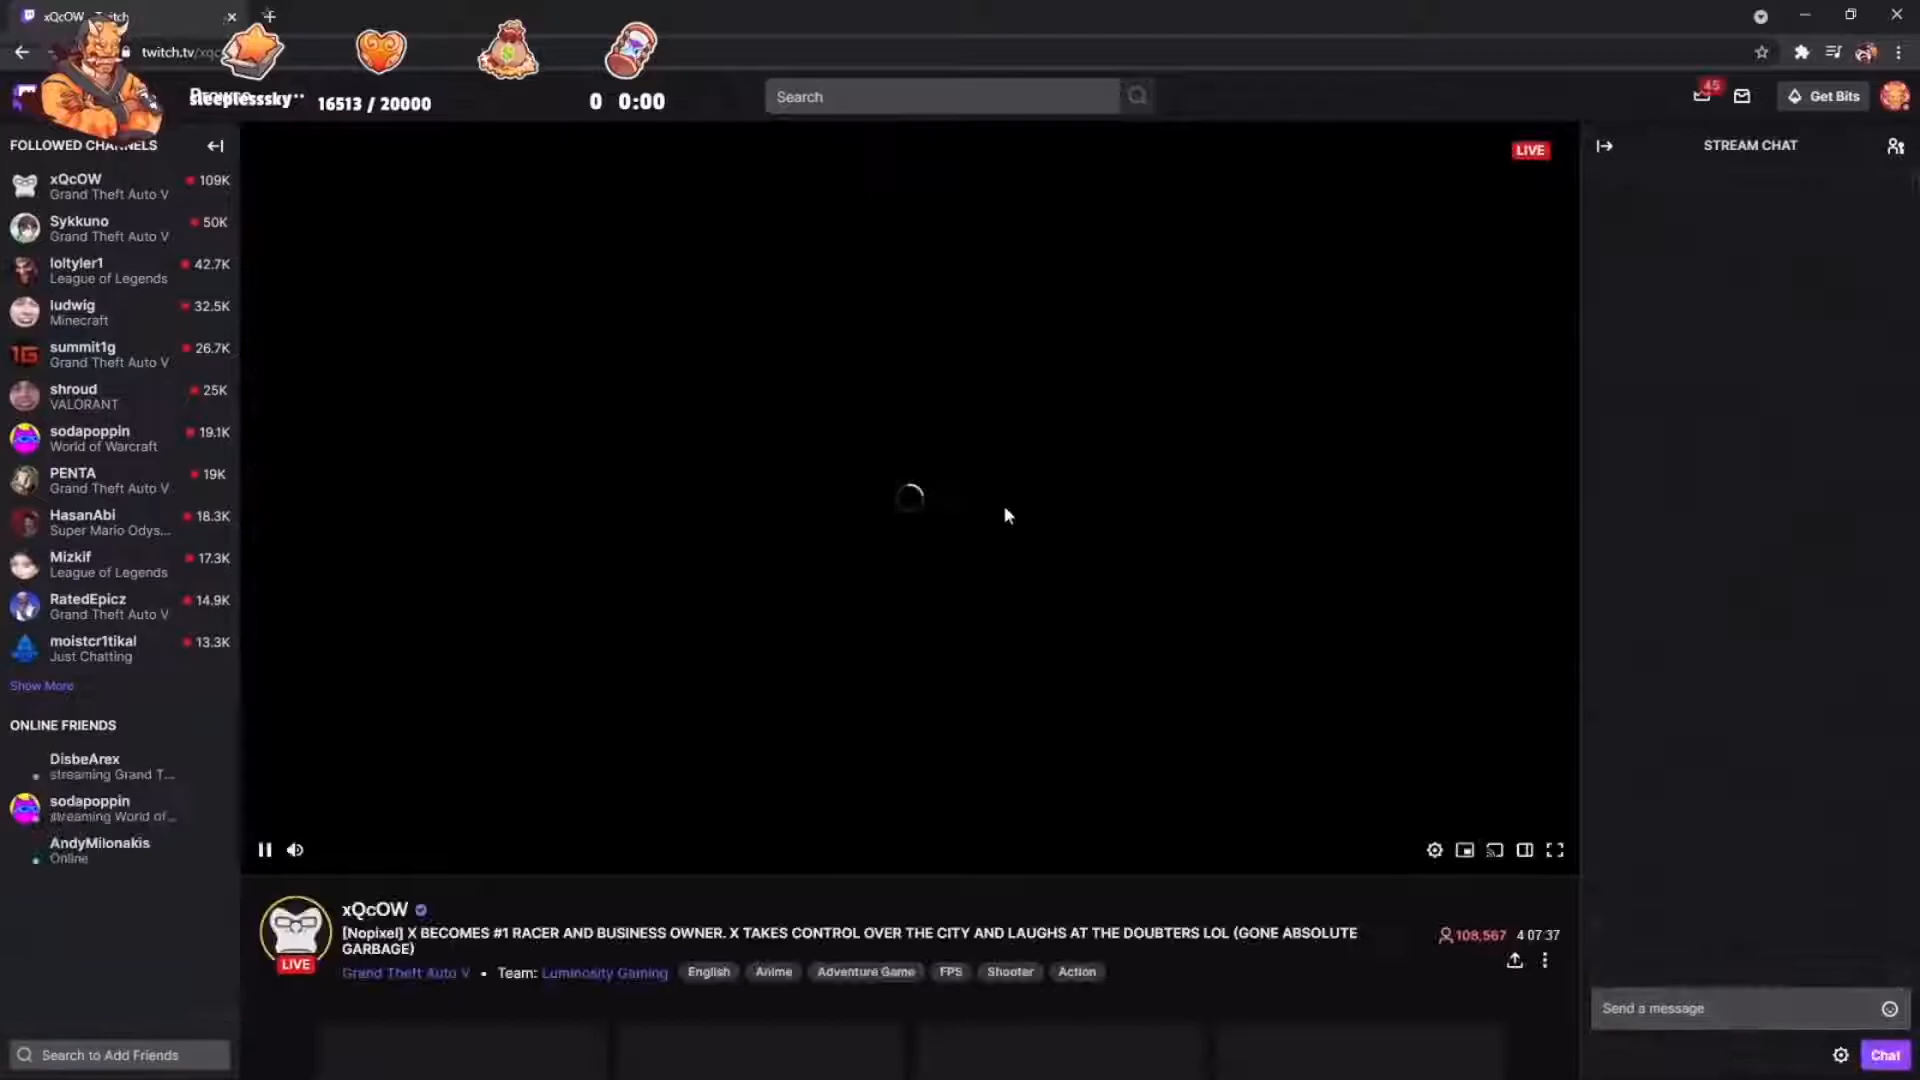 xQcOW - Twitch
twitch.tv/xqc
sleeplesssky
16513 / 20000
0 0:00
Search
45
Get Bits
FOLLOWED CHANNELS
xQcOW
109K
Grand Theft Auto V
Sykkuno
50K
Grand Theft Auto V
loltyler1
42.7K
League of Legends
ludwig
32.5K
Minecraft
summit1g
26.7K
Grand Theft Auto V
shroud
25K
VALORANT
sodapoppin
19.1K
World of Warcraft
PENTA
19K
Grand Theft Auto V
HasanAbi
18.3K
Super Mario Odys...
Mizkif
17.3K
League of Legends
RatedEpicz
14.9K
Grand Theft Auto V
moistcr1tikal
13.3K
Just Chatting
Show More
ONLINE FRIENDS
DisbeArex
streaming Grand T...
sodapoppin
streaming World of...
AndyMilonakis
Online
Search to Add Friends
LIVE
xQcOW
[Nopixel] X BECOMES #1 RACER AND BUSINESS OWNER. X TAKES CONTROL OVER THE CITY AND LAUGHS AT THE DOUBTERS LOL (GONE ABSOLUTE
GARBAGE)
108,567 4:07:37
LIVE
Grand Theft Auto V • Team: Luminosity Gaming English Anime Adventure Game FPS Shooter Action
STREAM CHAT
Send a message
Chat